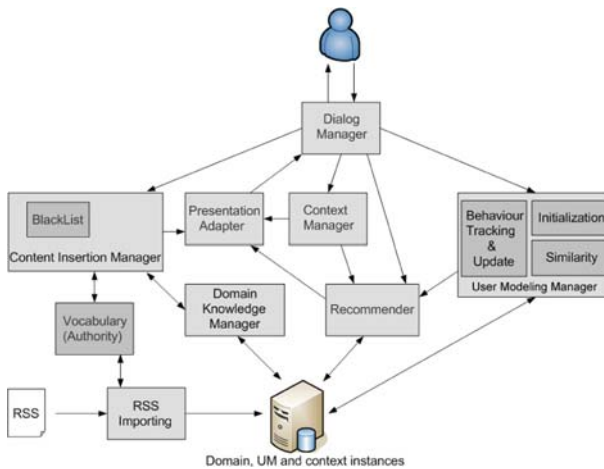 Dialog
Manager
BlackList
Content Insertion Manager
Presentation
Adapter
Context
Manager
Behaviour
Tracking
&
Update
Initialization
Similarity
User Modeling Manager
Vocabulary
(Authority)
Domain
Knowledge
Manager
Recommender
RSS
RSS
Importing
Domain, UM and context instances